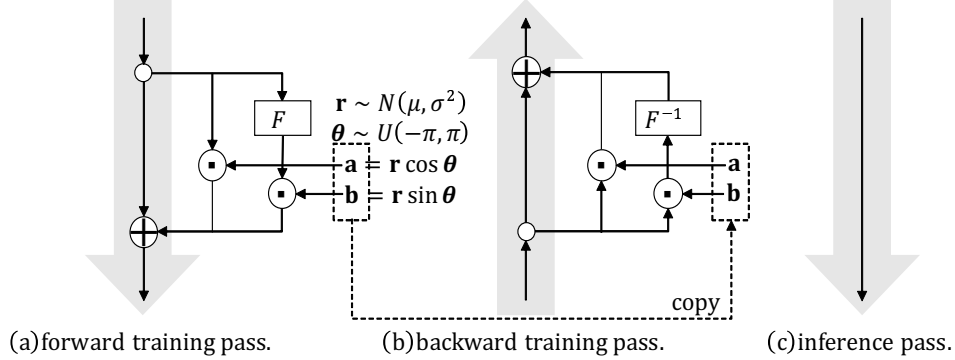 F
r ~ N(μ, σ²)
θ ~ U(−π, π)
a = r cos θ
b = r sin θ
F⁻¹
a
b
copy
(a)forward training pass.
(b)backward training pass.
(c)inference pass.